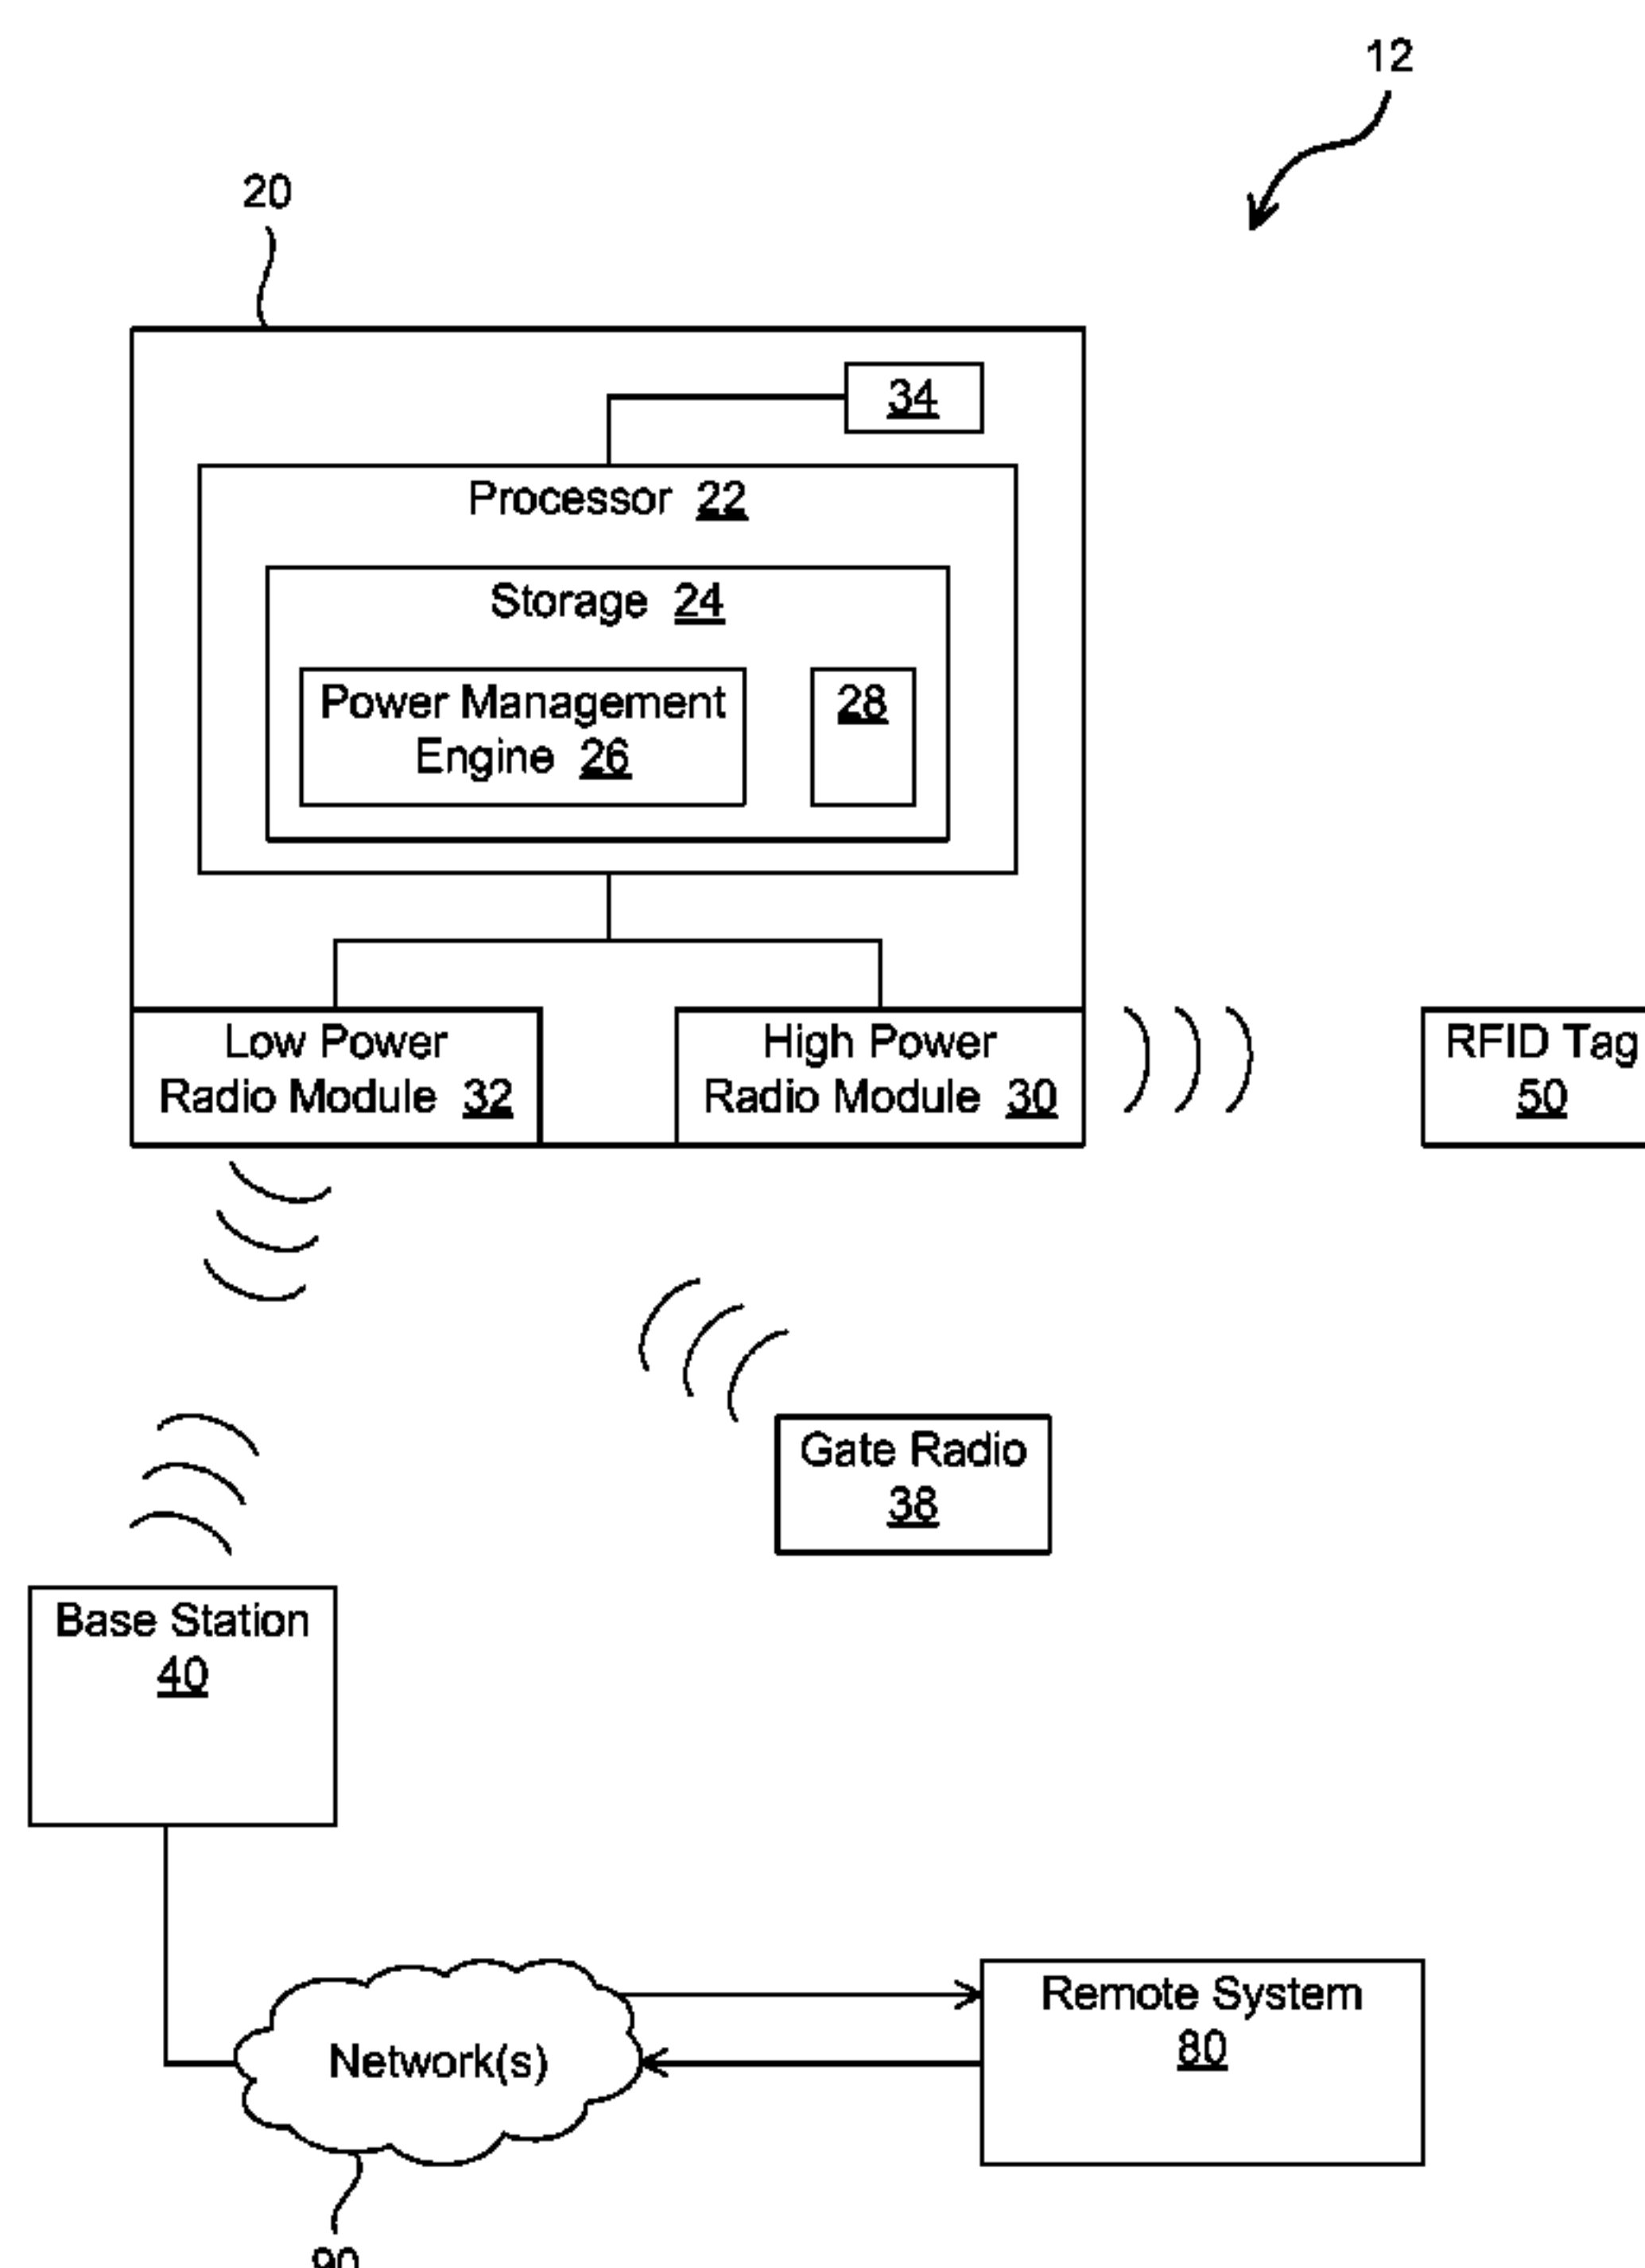 12
20
34
Processor 22
Storage 24
Power Management
Engine 26
28
Low Power
Radio Module 32
High Power
Radio Module 30
RFID Tag
50
Gate Radio
38
Base Station
40
Network(s)
Remote System
80
90